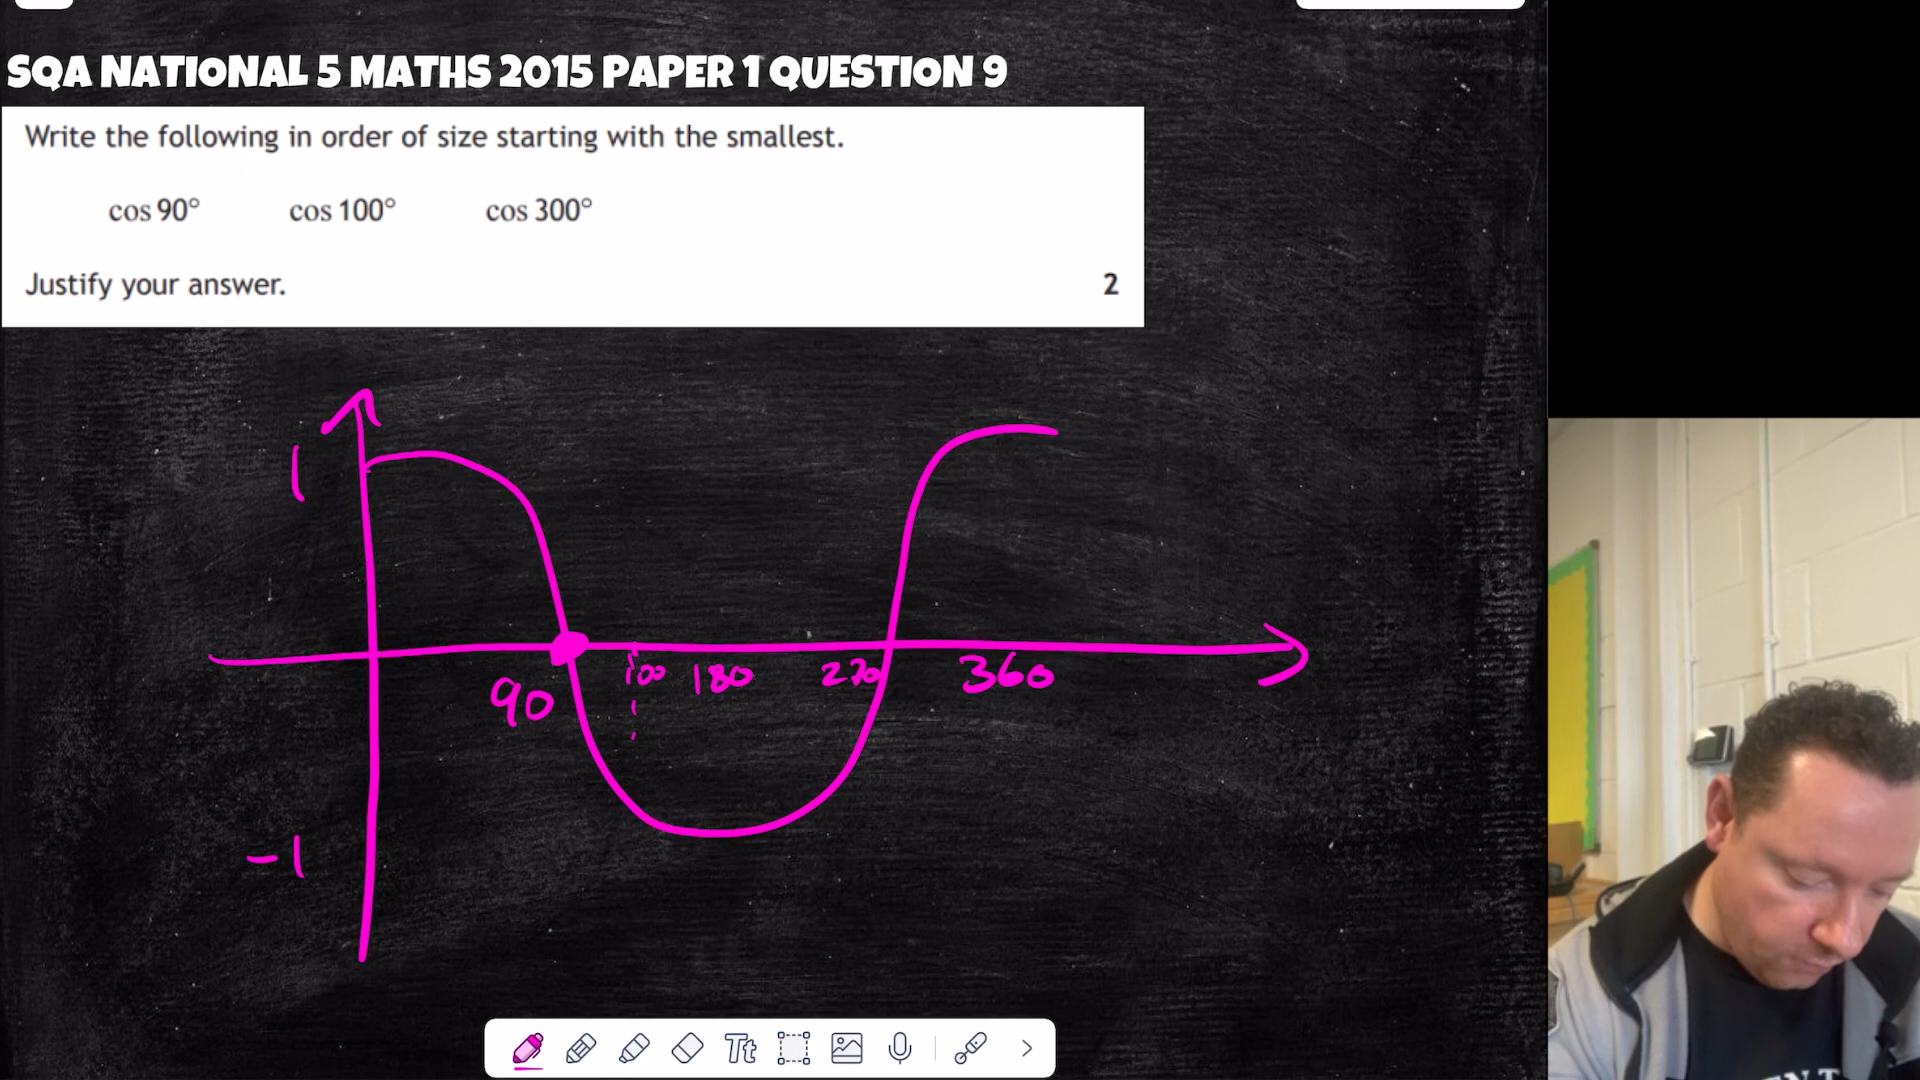 SQA NATIONAL 5 MATHS 2015 PAPER 1 QUESTION 9
Write the following in order of size starting with the smallest.
cos 90° cos 100° cos 300°
Justify your answer. 2
1
90 100 180 270 360
-1
Tt